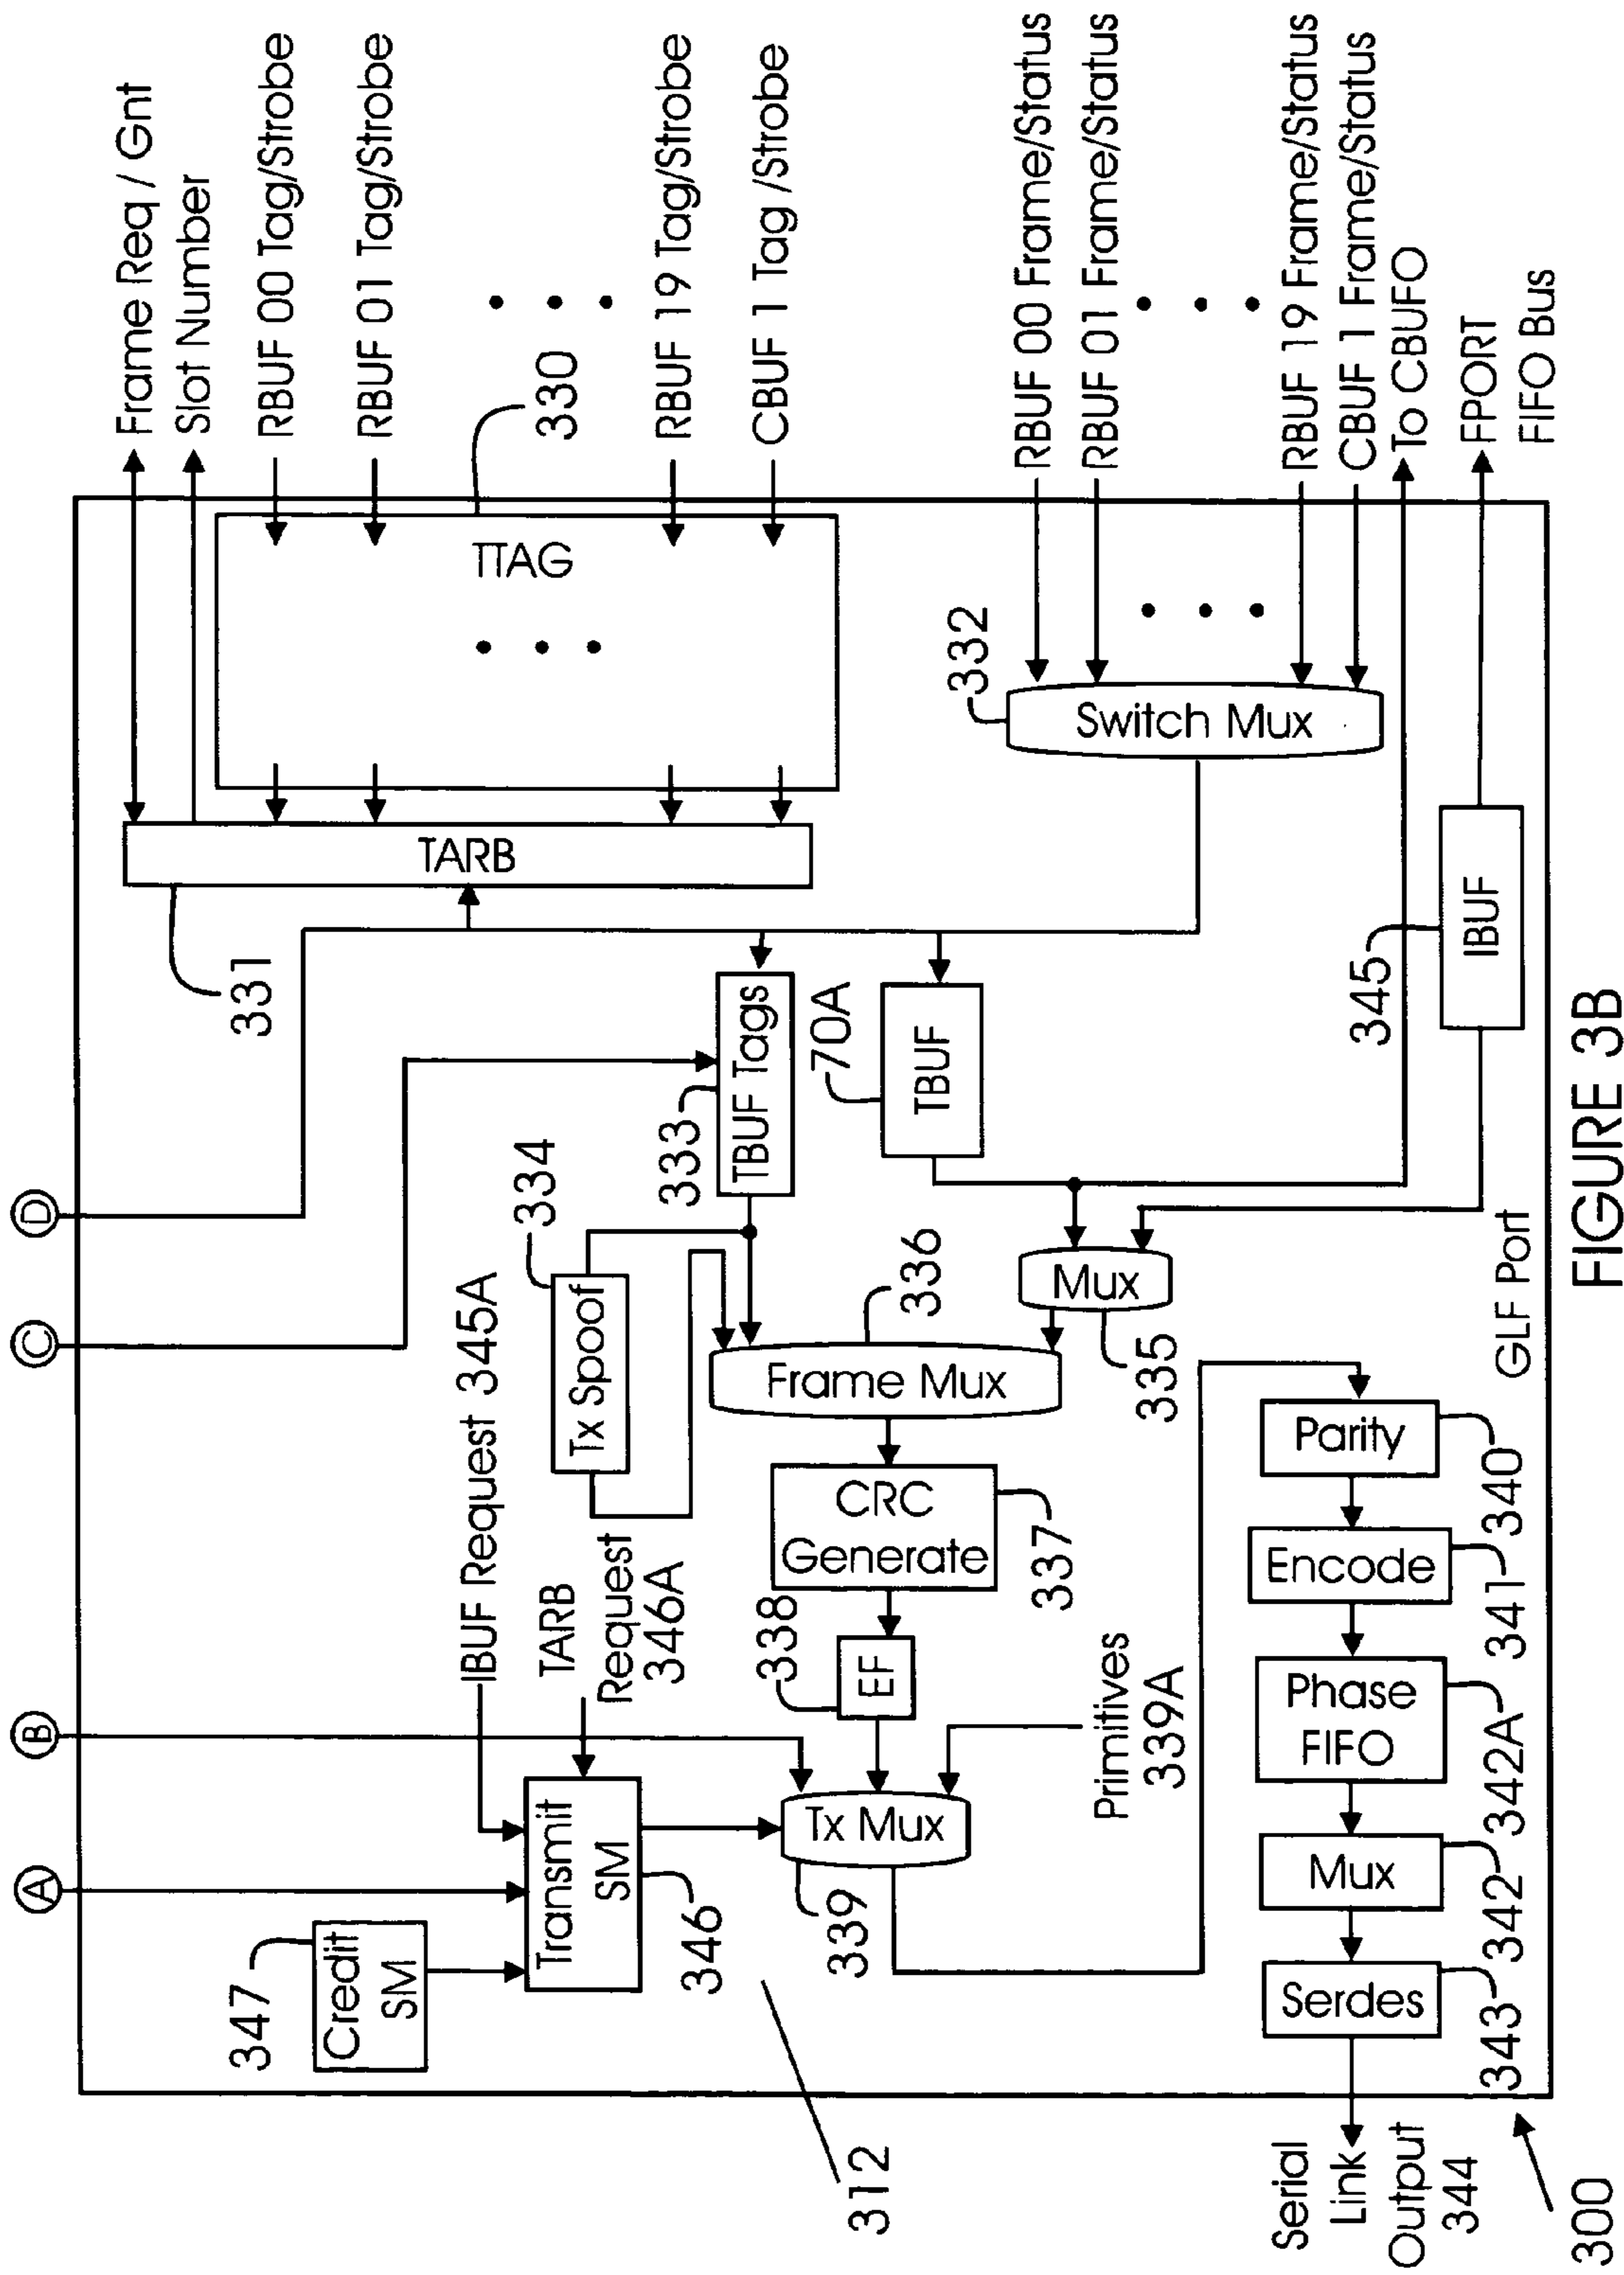 A
B
C
D
347
Credit
SM
IBUF Request 345A
TARB
Request
346A
Transmit
SM
346
312
334
Tx Spoof
331
TARB
Frame Req / Gnt
Slot Number
RBUF 00 Tag/Strobe
RBUF 01 Tag/Strobe
• • •
RBUF 19 Tag/Strobe
CBUF 1 Tag /Strobe
330
TTAG
• • •
333
TBUF Tags
338
EF
CRC
Generate
337
Frame Mux
336
70A
TBUF
339
Tx Mux
Primitives
339A
Mux
335
332
Switch Mux
• • •
RBUF 00 Frame/Status
RBUF 01 Frame/Status
• • •
RBUF 19 Frame/Status
CBUF 1 Frame/Status
To CBUFO
FPORT
FIFO Bus
345
IBUF
Serial
Link
Output
344
Serdes
343
Mux
342
Phase
FIFO
342A
Encode
341
Parity
340
GLF Port
300
FIGURE 3B